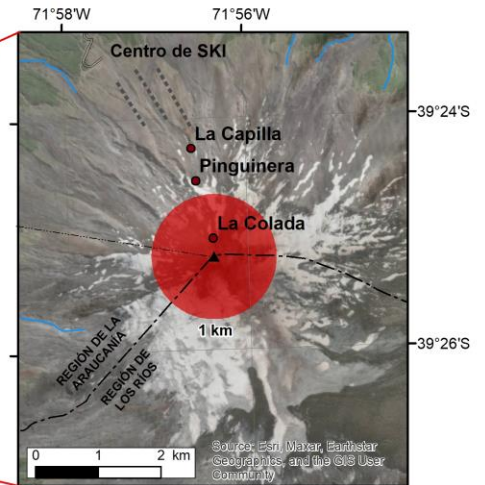 71°58'W
71°56'W
Centro de SKI
39°24'S
La Capilla
Pinguinera
La Colada
1 km
39°26'S
REGIÓN DE LA
ARAUCANÍA
REGIÓN DE
LOS RÍOS
0 1 2 km
Source: Esri, Maxar, Earthstar
Geographics, and the GIS User
Community